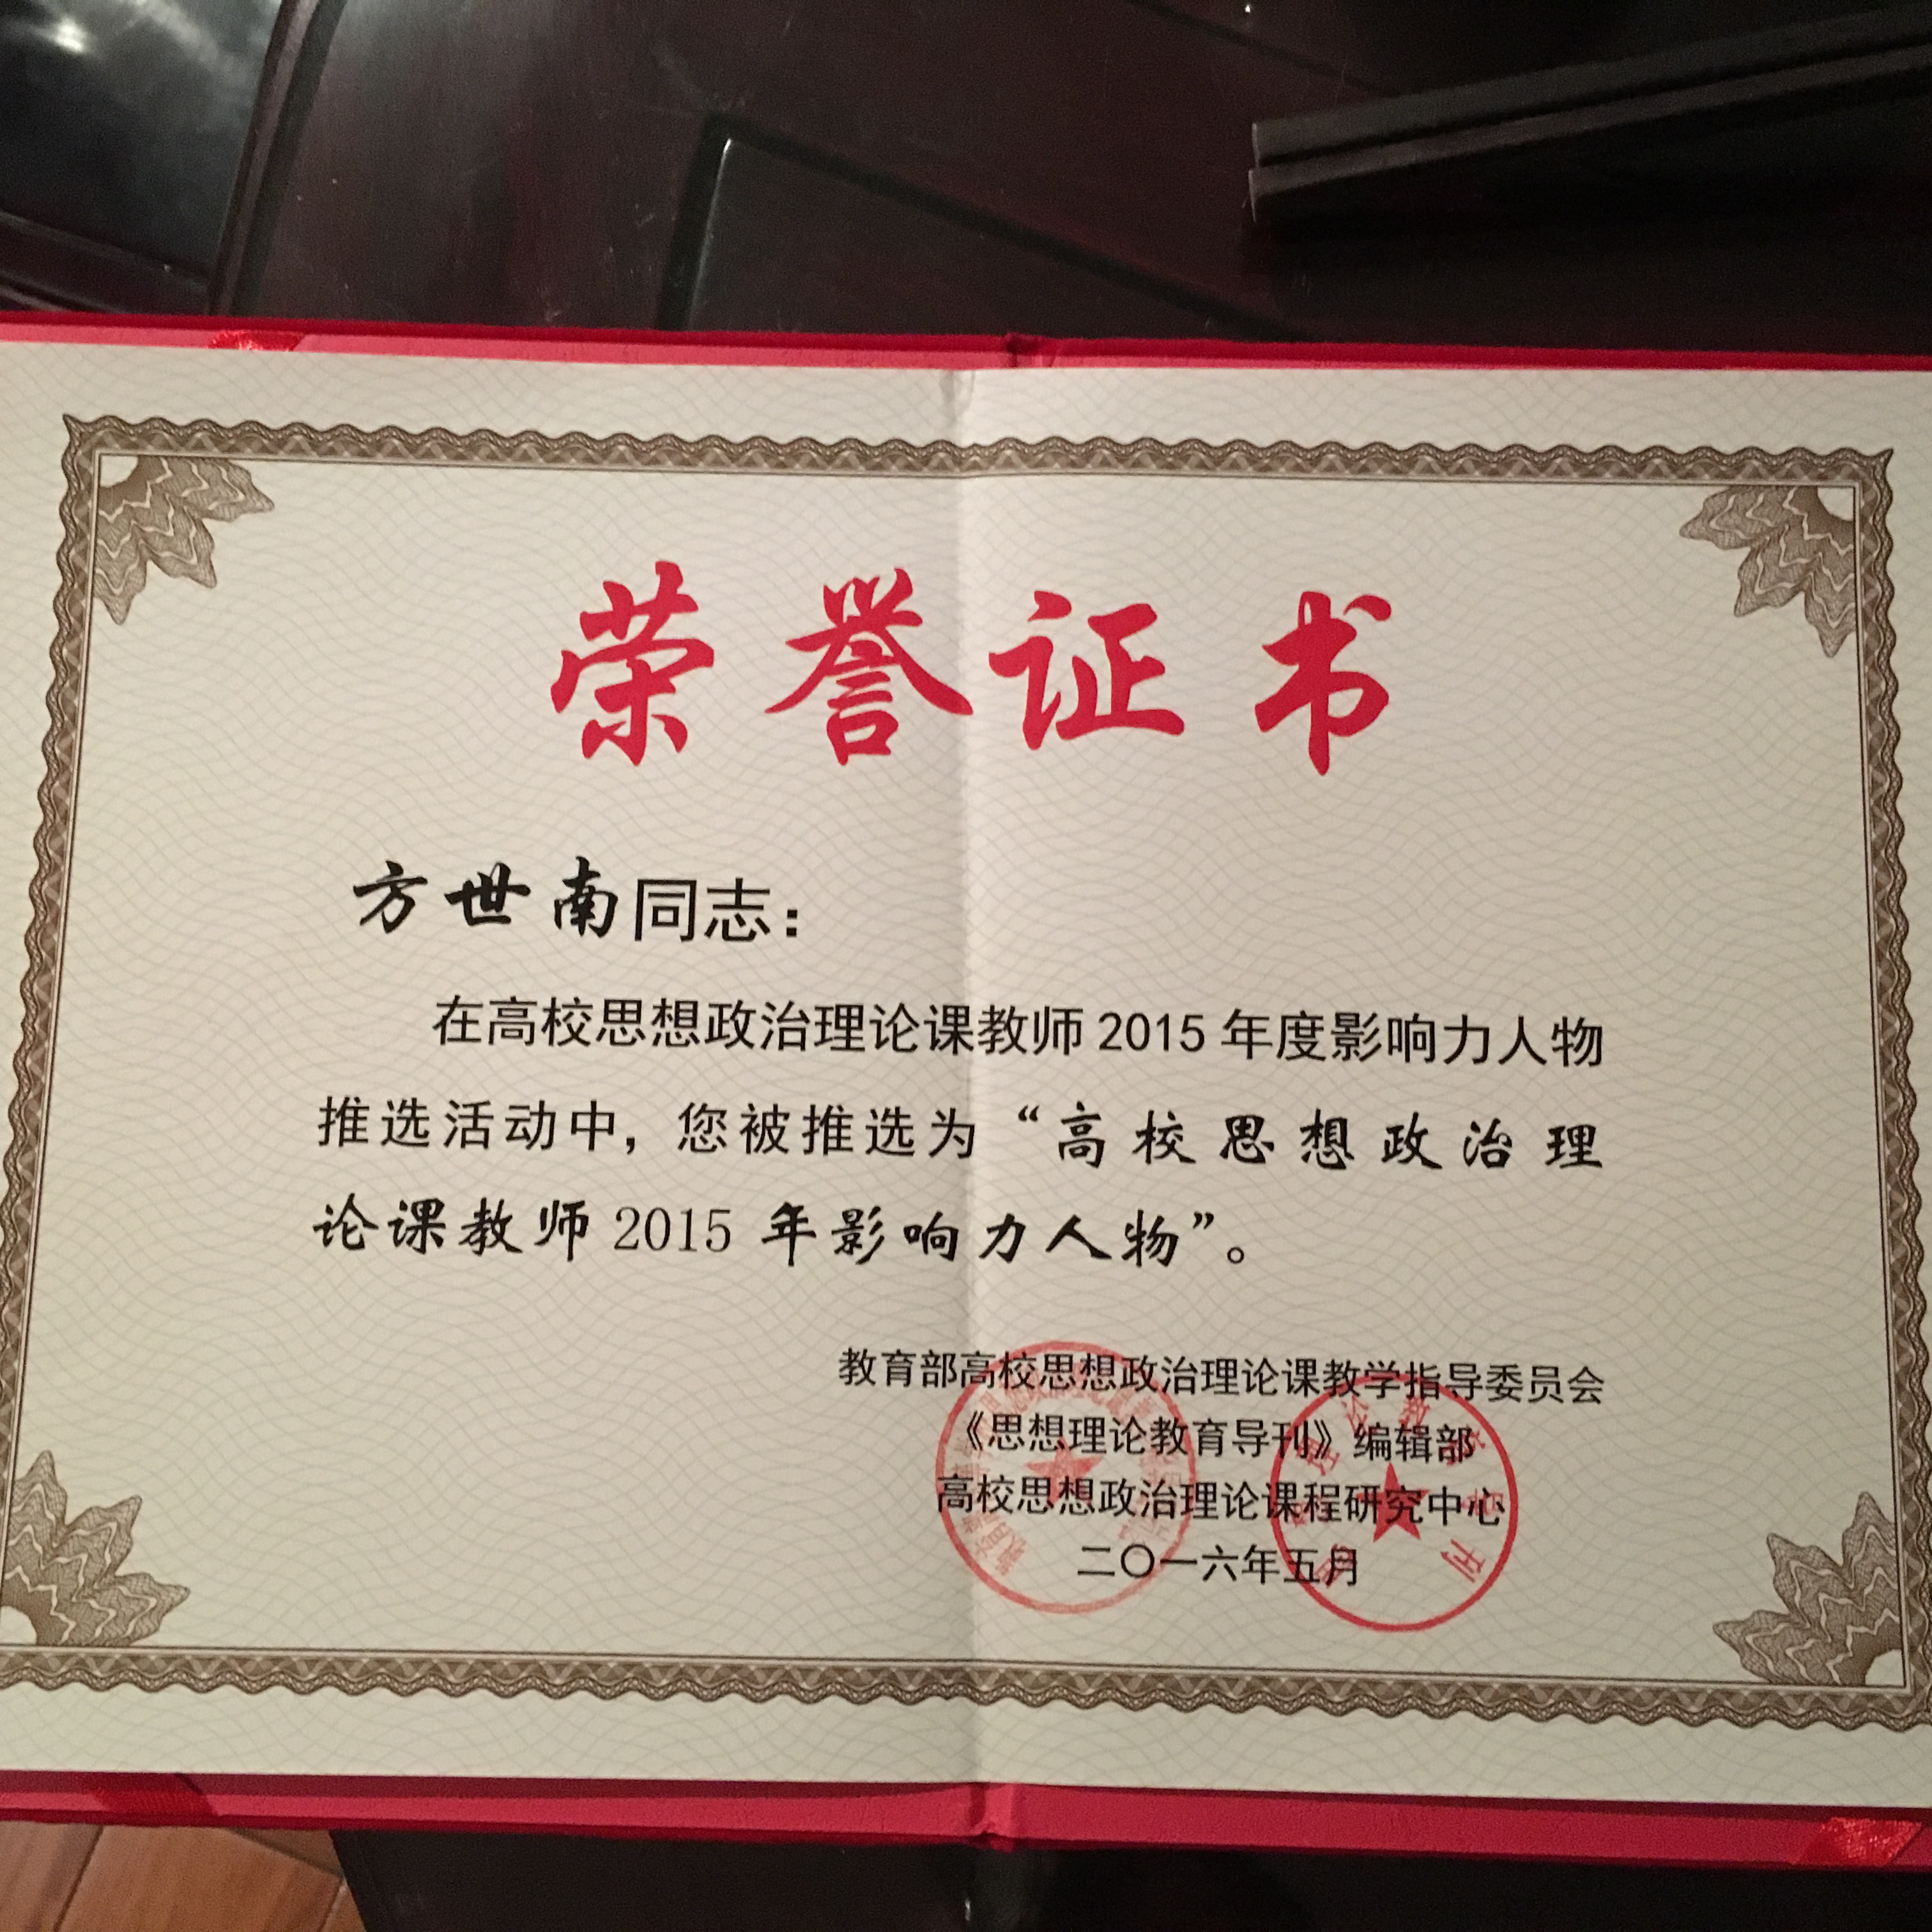 荣誉证书
方世南同志：
在高校思想政治理论课教师2015年度影响力人物
推选活动中，您被推选为“高校思想政治理
论课教师2015年影响力人物”。
教育部高校思想政治理论课教学指导委员会
《思想理论教育导刊》编辑部
高校思想政治理论课程研究中心
二〇一六年五月